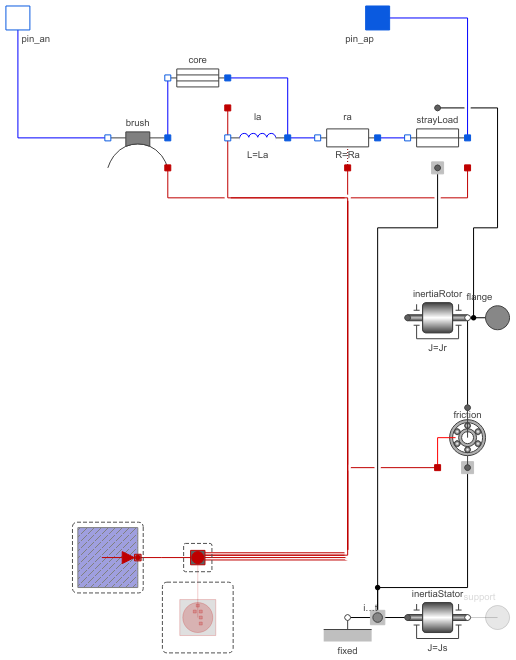 pin_an
pin_ap
core
brush
la
ra
strayLoad
L=La
R=Ra
inertiaRotor
flange
J=Jr
friction
inertiaStator
support
fixed
J=Js